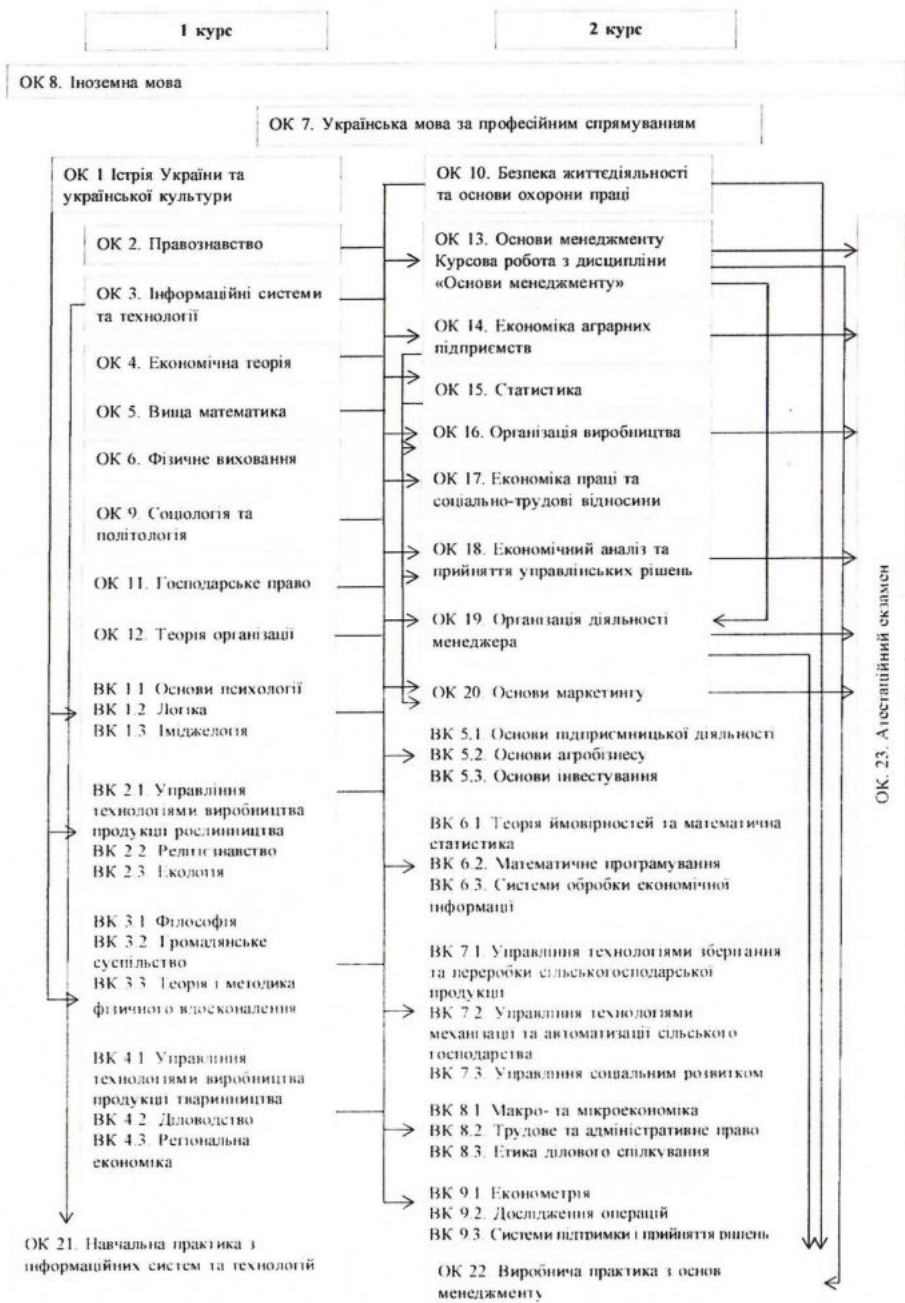 1 курс
2 курс
ОК 8. Іноземна мова
ОК 7. Українська мова за професійним спрямуванням
ОК 1 Істрія України та
української культури
ОК 2. Правознавство
ОК 3. Інформаційні системи
та технології
ОК 4. Економічна теорія
ОК 5. Вища математика
ОК 6. Фізичне виховання
ОК 9. Соціологія та
політологія
ОК 11. Господарське право
ОК 12. Теорія організації
ВК 1.1 Основи психології
ВК 1.2 Логіка
ВК 1.3 Іміджелогія
ВК 2.1. Управління
технологіями виробництва
продукції рослинництва
ВК 2.2 Релігієзнавство
ВК 2.3 Екологія
ВК 3.1 Філософія
ВК 3.2 Громадянське
суспільство
ВК 3.3 Теорія і методика
фізичного вдосконалення
ВК 4.1 Управління
технологіями виробництва
продукції тваринництва
ВК 4.2 Діловодство
ВК 4.3. Регіональна
економіка
ОК 21. Навчальна практика з
інформаційних систем та технологій
ОК 10. Безпека життєдіяльності
та основи охорони праці
ОК 13. Основи менеджменту
Курсова робота з дисципліни
«Основи менеджменту»
ОК 14. Економіка аграрних
підприємств
ОК 15. Статистика
ОК 16. Організація виробництва
ОК 17. Економіка праці та
соціально-трудові відносини
ОК 18. Економічний аналіз та
прийняття управлінських рішень
ОК 19. Організація діяльності
менеджера
ОК 20. Основи маркетингу
ВК 5.1 Основи підприємницької діяльності
ВК 5.2. Основи агробізнесу
ВК 5.3. Основи інвестування
ВК 6.1 Теорія ймовірностей та математична
статистика
ВК 6.2. Математичне програмування
ВК 6.3. Системи обробки економічної
інформації
ВК 7.1. Управління технологіями зберігання
та переробки сільськогосподарської
продукції
ВК 7.2 Управління технологіями
механізації та автоматизації сільського
господарства
ВК 7.3. Управління соціальним розвитком
ВК 8.1 Макро- та мікроекономіка
ВК 8.2. Трудове та адміністративне право
ВК 8.3. Етика ділового спілкування
ВК 9.1 Економетрія
ВК 9.2. Дослідження операцій
ВК 9.3. Системи підтримки і прийняття рішень
ОК 22 Виробнича практика з основ
менеджменту
ОК. 23. Атестаційний екзамен